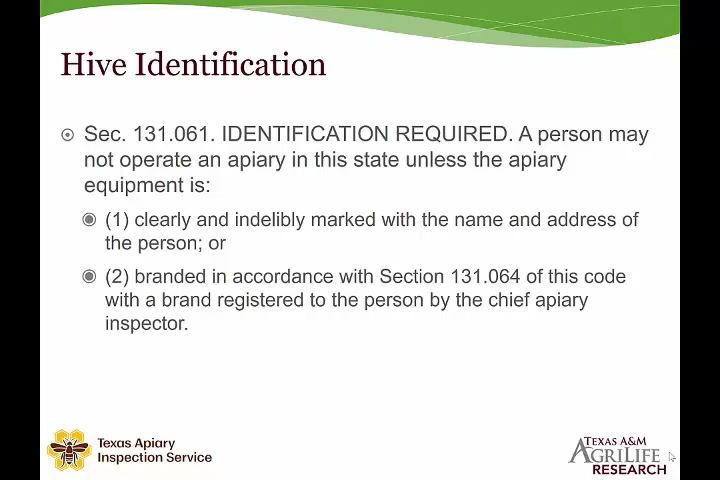 Hive Identification
Sec. 131.061. IDENTIFICATION REQUIRED. A person may
not operate an apiary in this state unless the apiary
equipment is:
(1) clearly and indelibly marked with the name and address of
the person; or
(2) branded in accordance with Section 131.064 of this code
with a brand registered to the person by the chief apiary
inspector.
Texas Apiary
Inspection Service
TEXAS A&M
AGRILIFE
RESEARCH